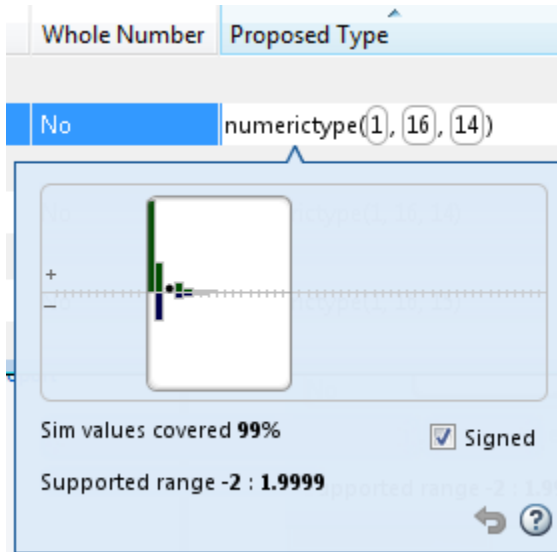 Whole Number Proposed Type
No numerictype(1, 16, 14)
+
−
Sim values covered 99% Signed
Supported range -2 : 1.9999
?